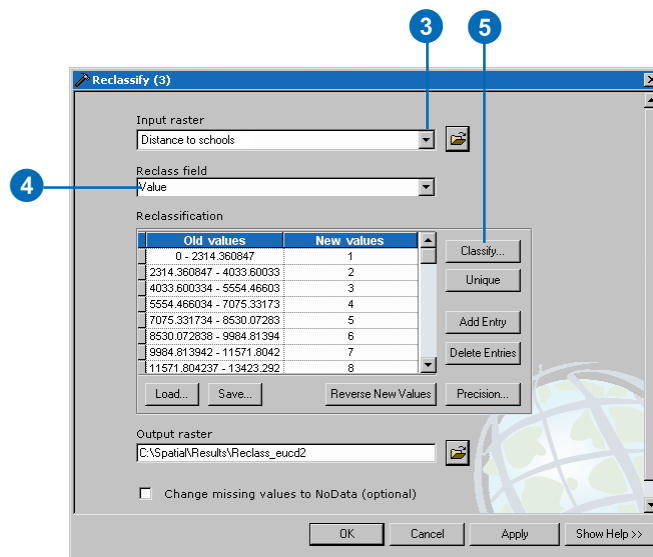 3 5
Reclassify (3)
Input raster
Distance to schools
Reclass field
4
Value
Reclassification
Old values New values
0 - 2314.360847 1
2314.360847 - 4033.60033 2
4033.600334 - 5554.46603 3
5554.466034 - 7075.33173 4
7075.331734 - 8530.07283 5
8530.072838 - 9984.81394 6
9984.813942 - 11571.8042 7
11571.804237 - 13423.292 8
Classify...
Unique
Add Entry
Delete Entries
Load... Save... Reverse New Values Precision...
Output raster
C:\Spatial\Results\Reclass_eucd2
Change missing values to NoData (optional)
OK Cancel Apply Show Help >>